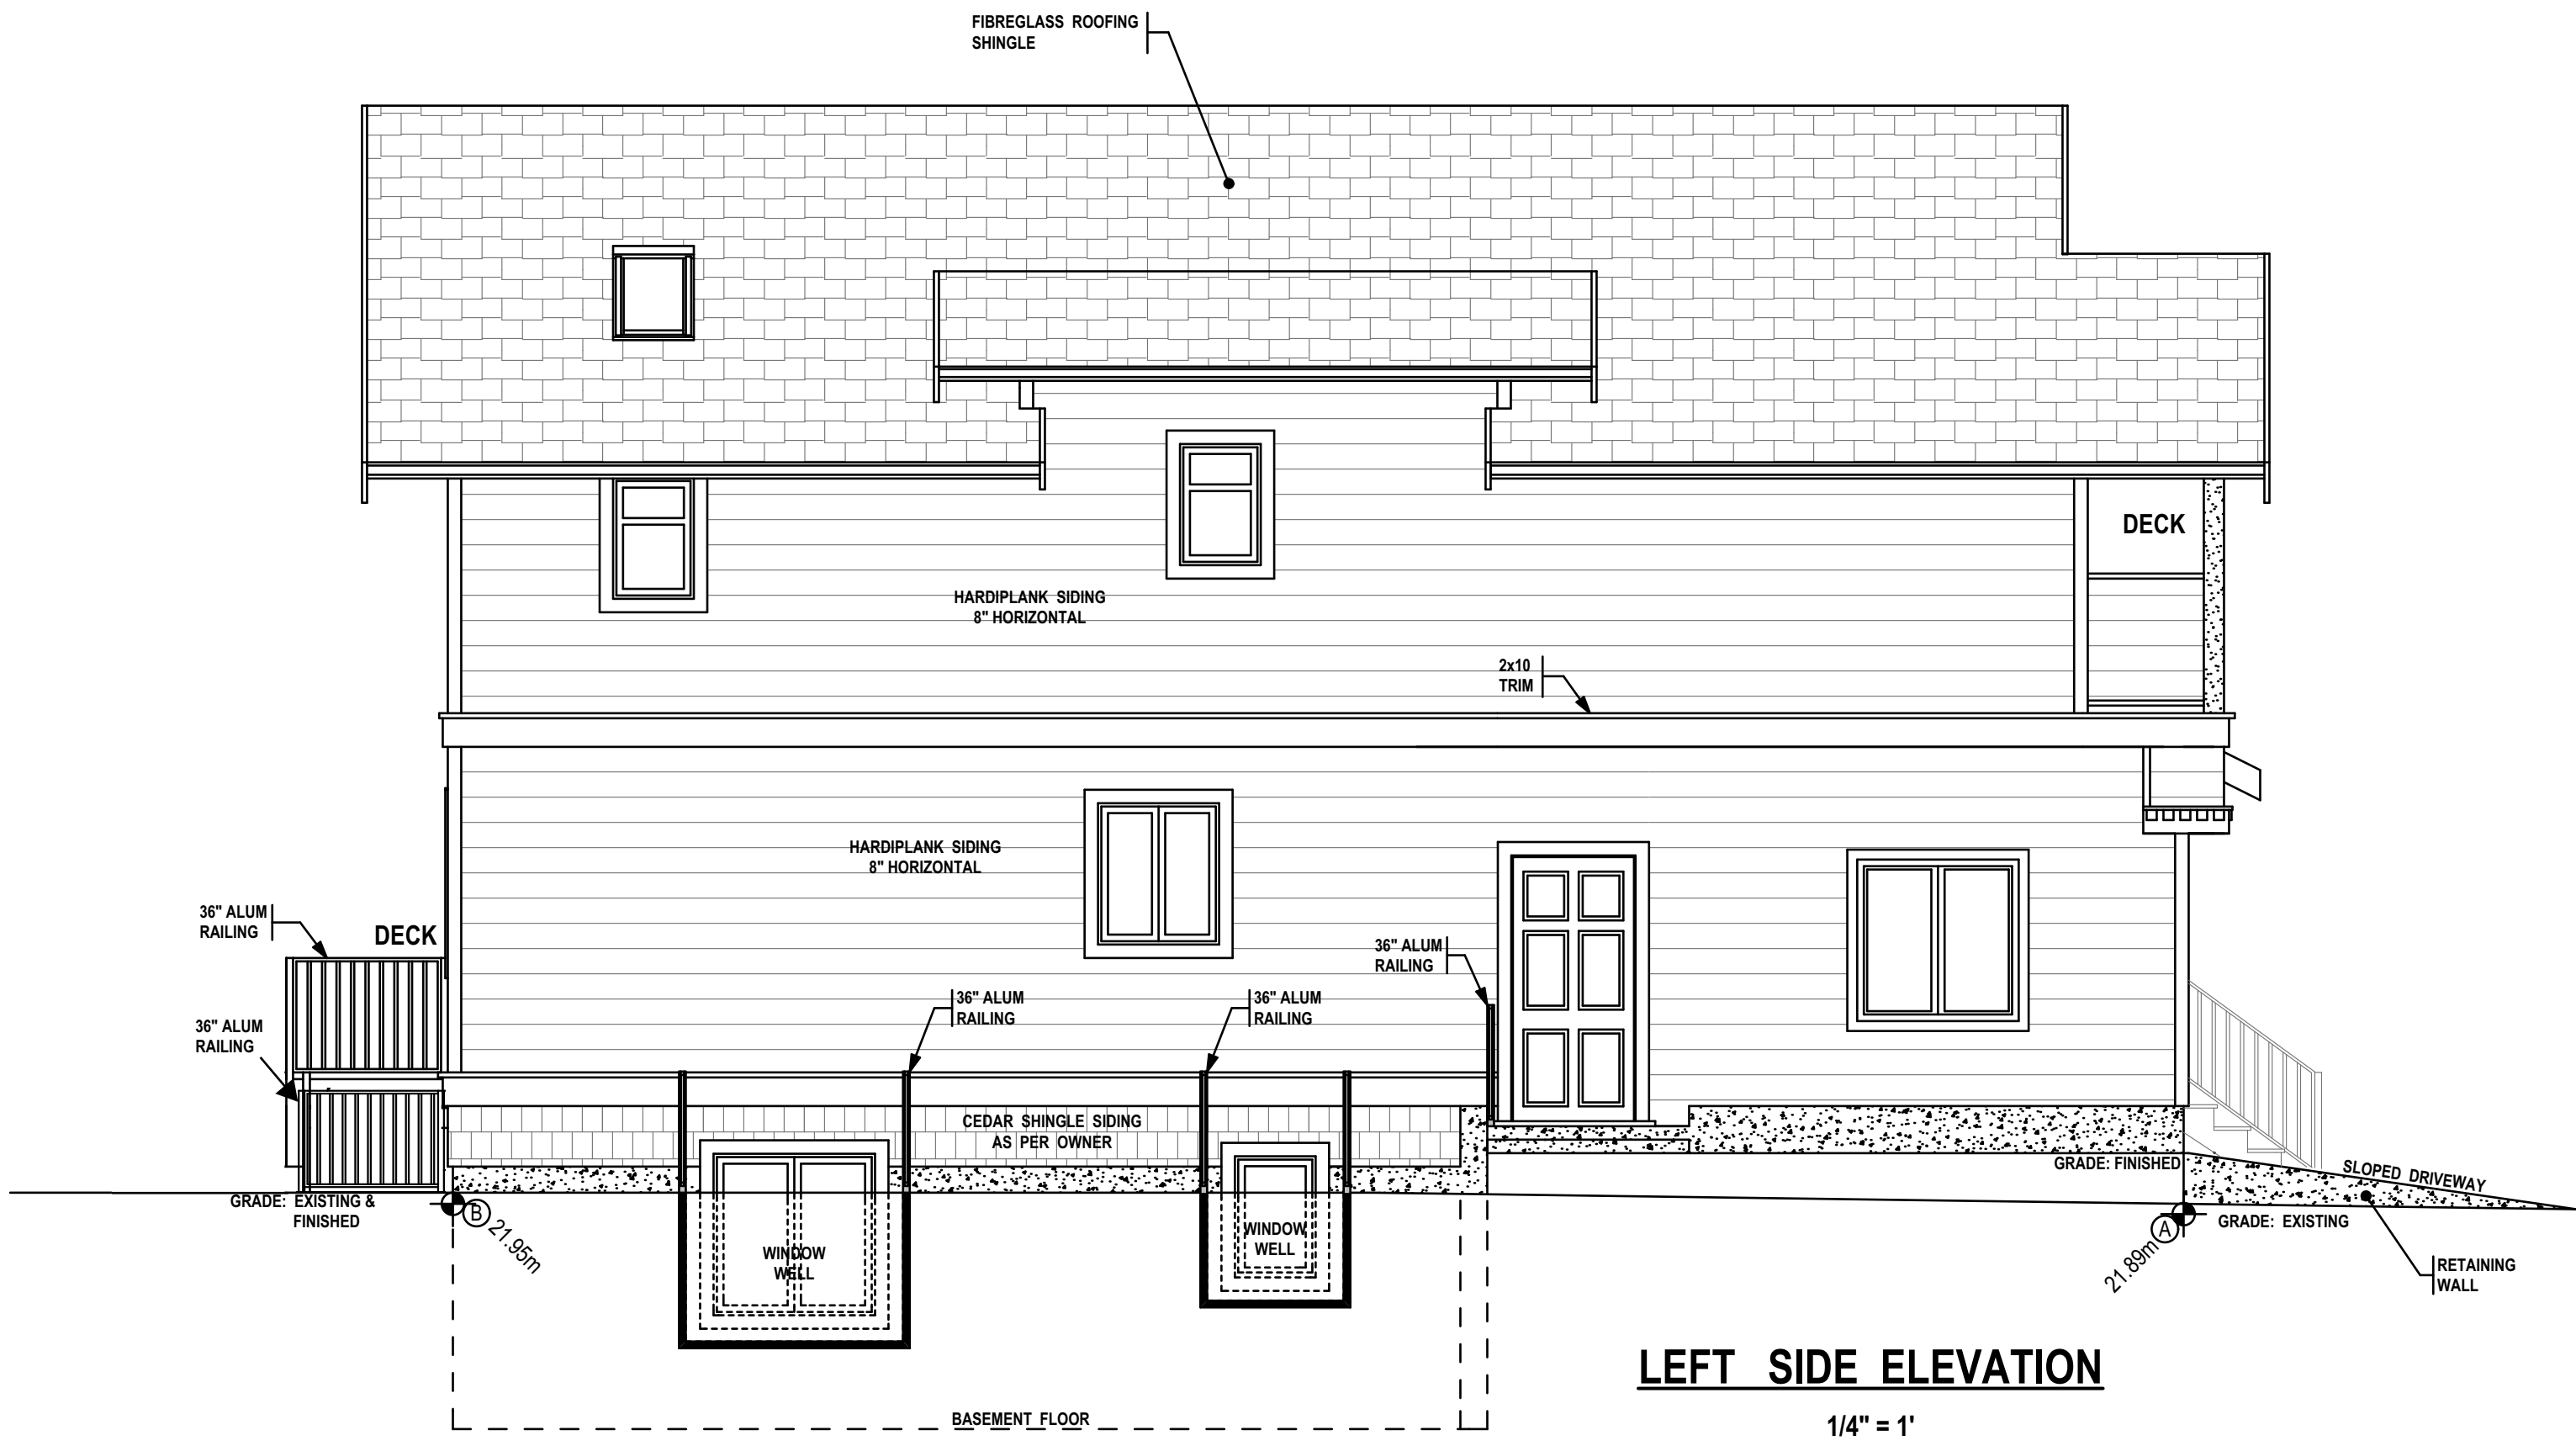 FIBREGLASS ROOFING
SHINGLE
DECK
HARDIPLANK SIDING
8" HORIZONTAL
2x10
TRIM
HARDIPLANK SIDING
8" HORIZONTAL
36" ALUM
RAILING
DECK
36" ALUM
RAILING
36" ALUM
RAILING
36" ALUM
RAILING
36" ALUM
RAILING
CEDAR SHINGLE SIDING
AS PER OWNER
GRADE: FINISHED
SLOPED DRIVEWAY
GRADE: EXISTING &
FINISHED
B
21.95m
WINDOW
WELL
WINDOW
WELL
A
21.89m
GRADE: EXISTING
RETAINING
WALL
LEFT SIDE ELEVATION
1/4" = 1'
BASEMENT FLOOR